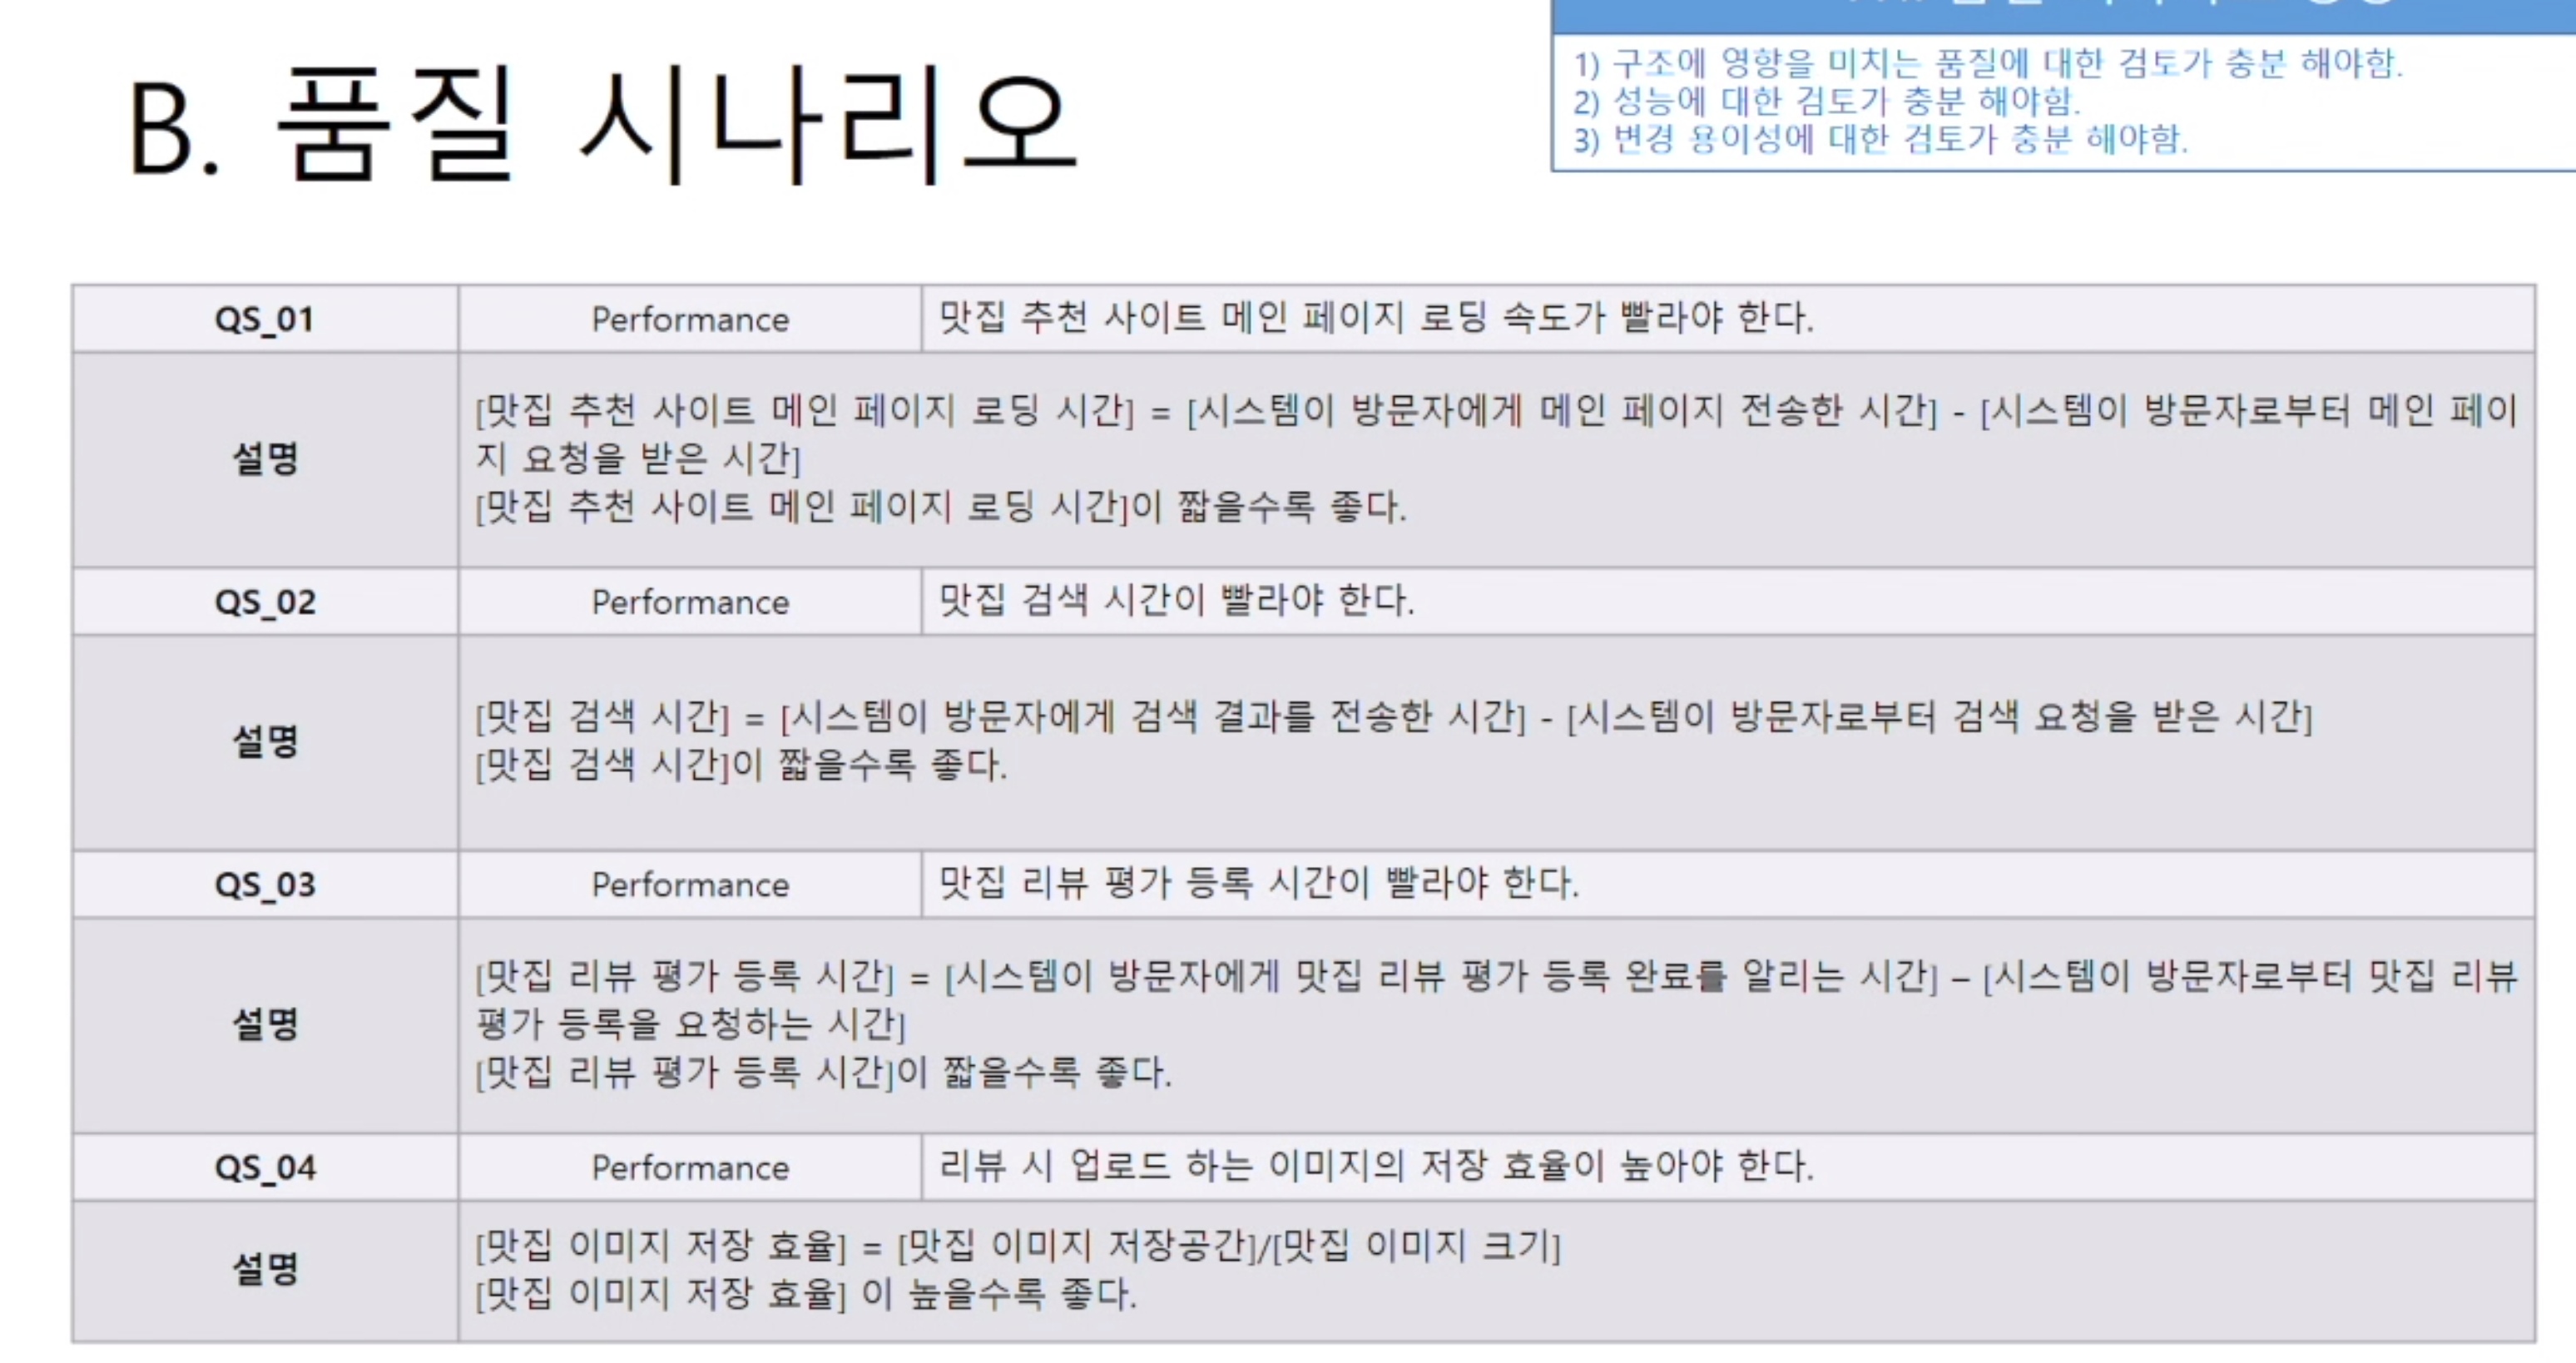 B. 품질 시나리오
1) 구조에 영향을 미치는 품질에 대한 검토가 충분 해야함.
2) 성능에 대한 검토가 충분 해야함.
3) 변경 용이성에 대한 검토가 충분 해야함.
QS_01 Performance 맛집 추천 사이트 메인 페이지 로딩 속도가 빨라야 한다.
설명
[맛집 추천 사이트 메인 페이지 로딩 시간] = [시스템이 방문자에게 메인 페이지 전송한 시간] - [시스템이 방문자로부터 메인 페이
지 요청을 받은 시간]
[맛집 추천 사이트 메인 페이지 로딩 시간]이 짧을수록 좋다.
QS_02 Performance 맛집 검색 시간이 빨라야 한다.
설명
[맛집 검색 시간] = [시스템이 방문자에게 검색 결과를 전송한 시간] - [시스템이 방문자로부터 검색 요청을 받은 시간]
[맛집 검색 시간]이 짧을수록 좋다.
QS_03 Performance 맛집 리뷰 평가 등록 시간이 빨라야 한다.
설명
[맛집 리뷰 평가 등록 시간] = [시스템이 방문자에게 맛집 리뷰 평가 등록 완료를 알리는 시간] – [시스템이 방문자로부터 맛집 리뷰
평가 등록을 요청하는 시간]
[맛집 리뷰 평가 등록 시간]이 짧을수록 좋다.
QS_04 Performance 리뷰 시 업로드 하는 이미지의 저장 효율이 높아야 한다.
설명
[맛집 이미지 저장 효율] = [맛집 이미지 저장공간]/[맛집 이미지 크기]
[맛집 이미지 저장 효율] 이 높을수록 좋다.